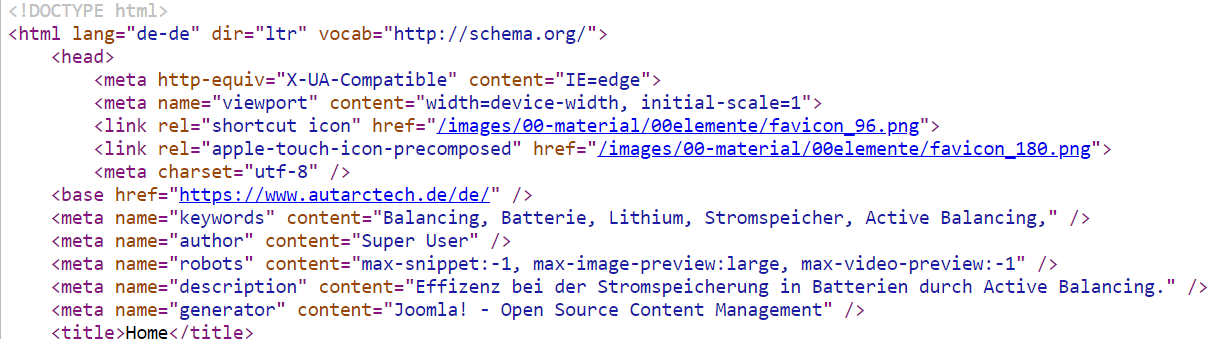 <!DOCTYPE html>
<html lang="de-de" dir="ltr" vocab="http://schema.org/">
<head>
<meta http-equiv="X-UA-Compatible" content="IE=edge">
<meta name="viewport" content="width=device-width, initial-scale=1">
<link rel="shortcut icon" href="/images/00-material/00elemente/favicon_96.png">
<link rel="apple-touch-icon-precomposed" href="/images/00-material/00elemente/favicon_180.png">
<meta charset="utf-8" />
<base href="https://www.autarctech.de/de/" />
<meta name="keywords" content="Balancing, Batterie, Lithium, Stromspeicher, Active Balancing," />
<meta name="author" content="Super User" />
<meta name="robots" content="max-snippet:-1, max-image-preview:large, max-video-preview:-1" />
<meta name="description" content="Effizenz bei der Stromspeicherung in Batterien durch Active Balancing." />
<meta name="generator" content="Joomla! - Open Source Content Management" />
<title>Home</title>